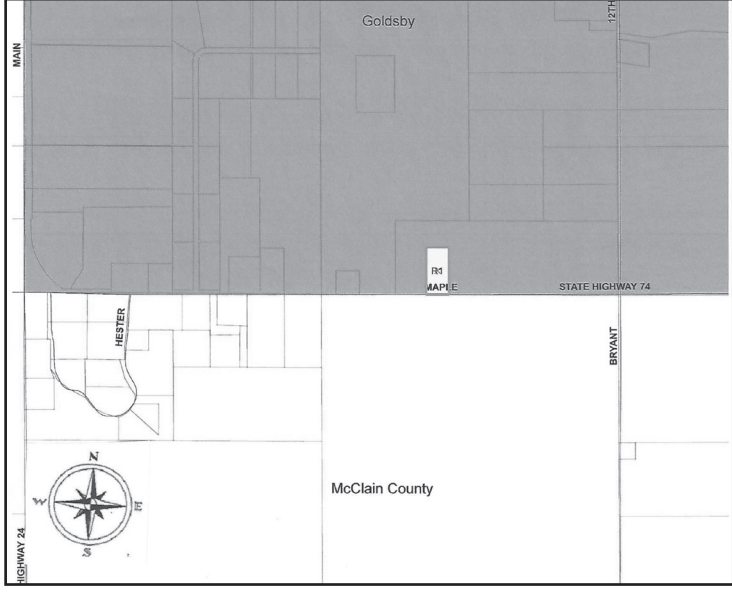 Goldsby
12TH
MAIN
R1
MAPLE
STATE HIGHWAY 74
HESTER
BRYANT
N
W
E
S
McClain County
HIGHWAY 24